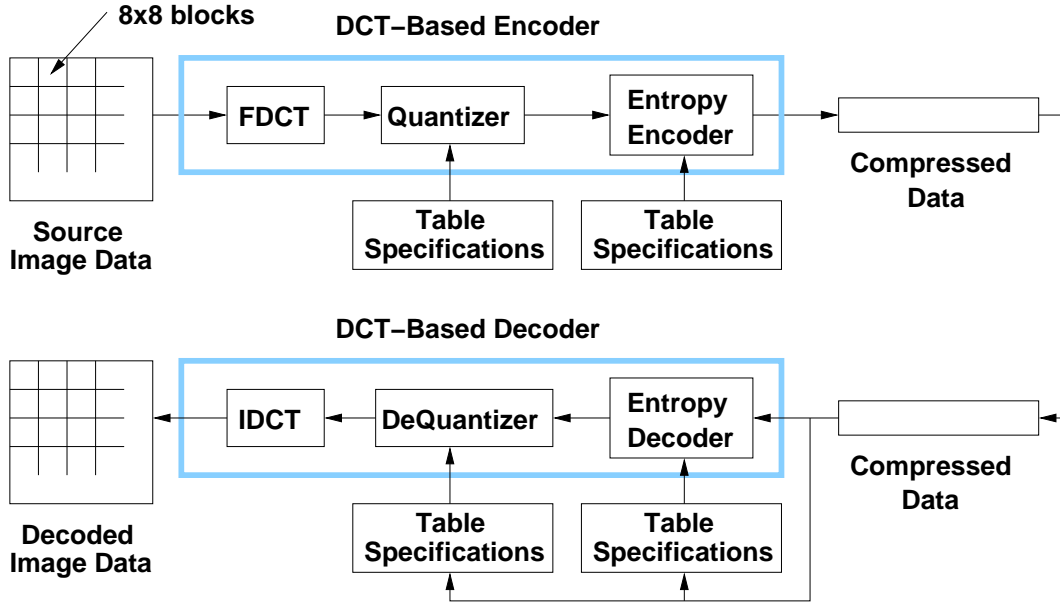 8x8 blocks
DCT–Based Encoder
FDCT
Quantizer
Entropy
Encoder
Compressed
Data
Source
Image Data
Table
Specifications
Table
Specifications
DCT–Based Decoder
IDCT
DeQuantizer
Entropy
Decoder
Compressed
Data
Decoded
Image Data
Table
Specifications
Table
Specifications